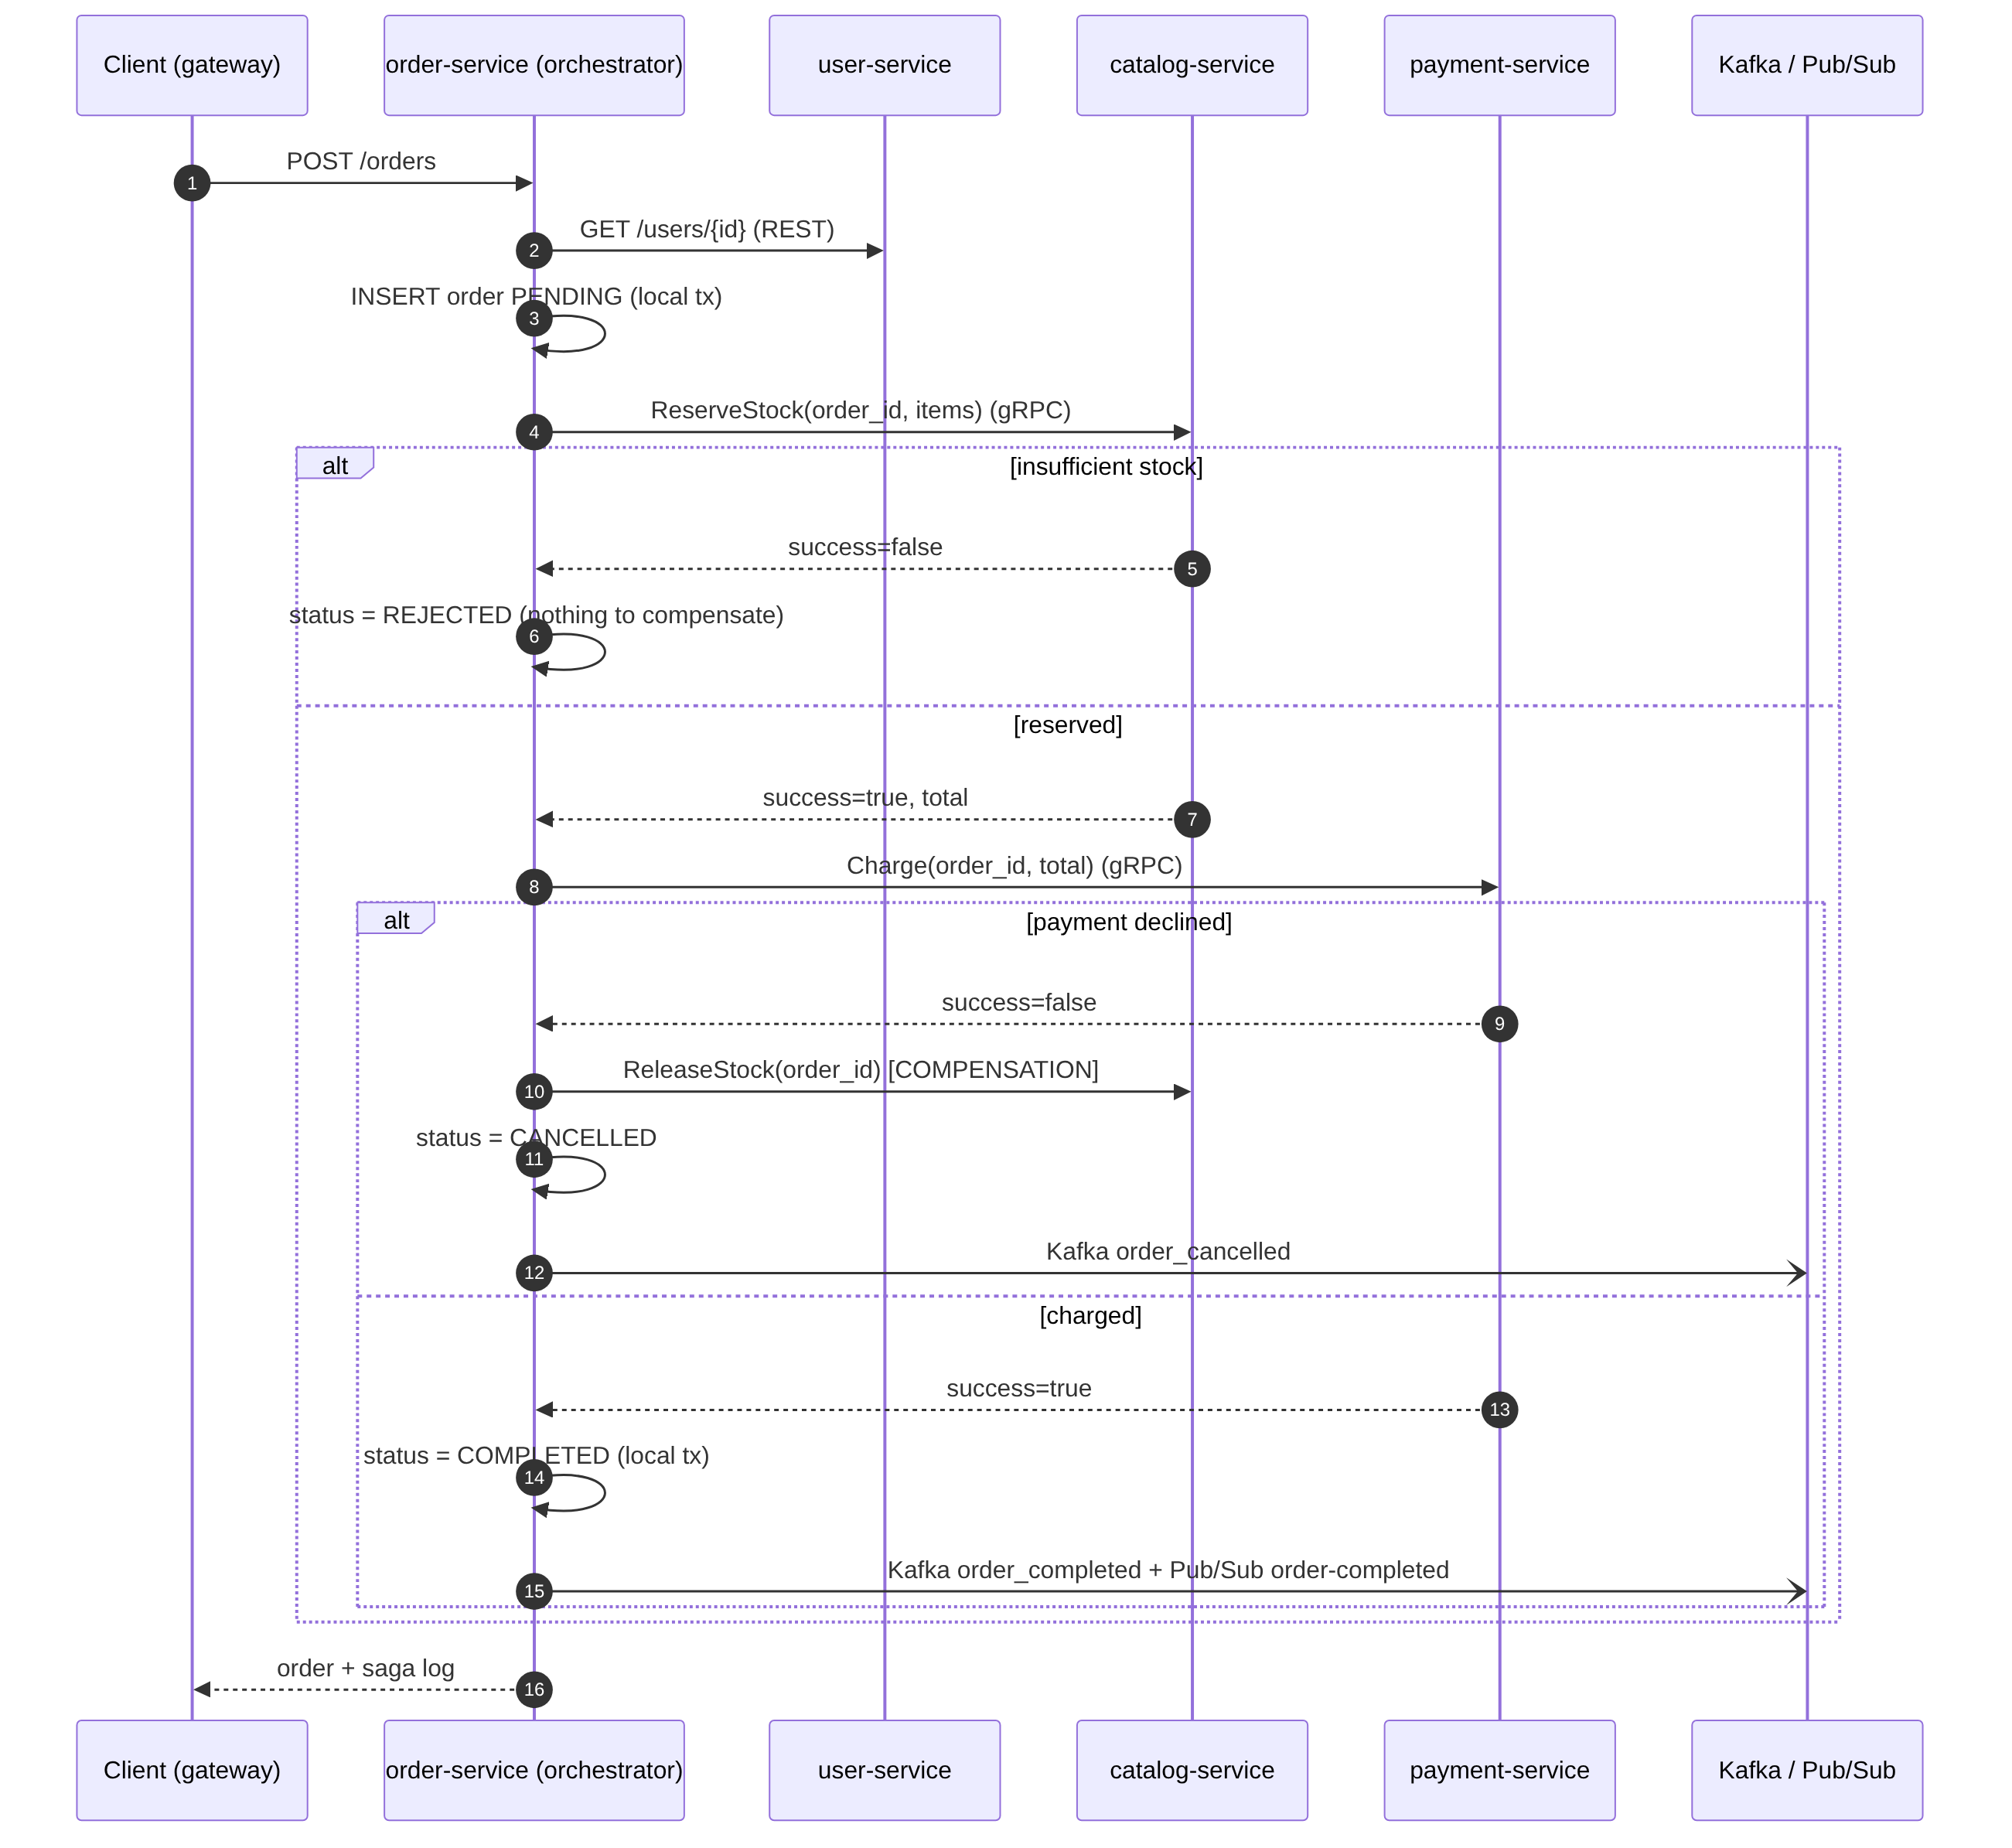 Client (gateway)
order-service (orchestrator)
user-service
catalog-service
payment-service
Kafka / Pub/Sub
POST /orders
1
GET /users/{id} (REST)
2
INSERT order PENDING (local tx)
3
ReserveStock(order_id, items) (gRPC)
4
alt
[insufficient stock]
success=false
5
status = REJECTED (nothing to compensate)
6
[reserved]
success=true, total
7
Charge(order_id, total) (gRPC)
8
alt
[payment declined]
success=false
9
ReleaseStock(order_id) [COMPENSATION]
10
status = CANCELLED
11
Kafka order_cancelled
12
[charged]
success=true
13
status = COMPLETED (local tx)
14
Kafka order_completed + Pub/Sub order-completed
15
order + saga log
16
Client (gateway)
order-service (orchestrator)
user-service
catalog-service
payment-service
Kafka / Pub/Sub